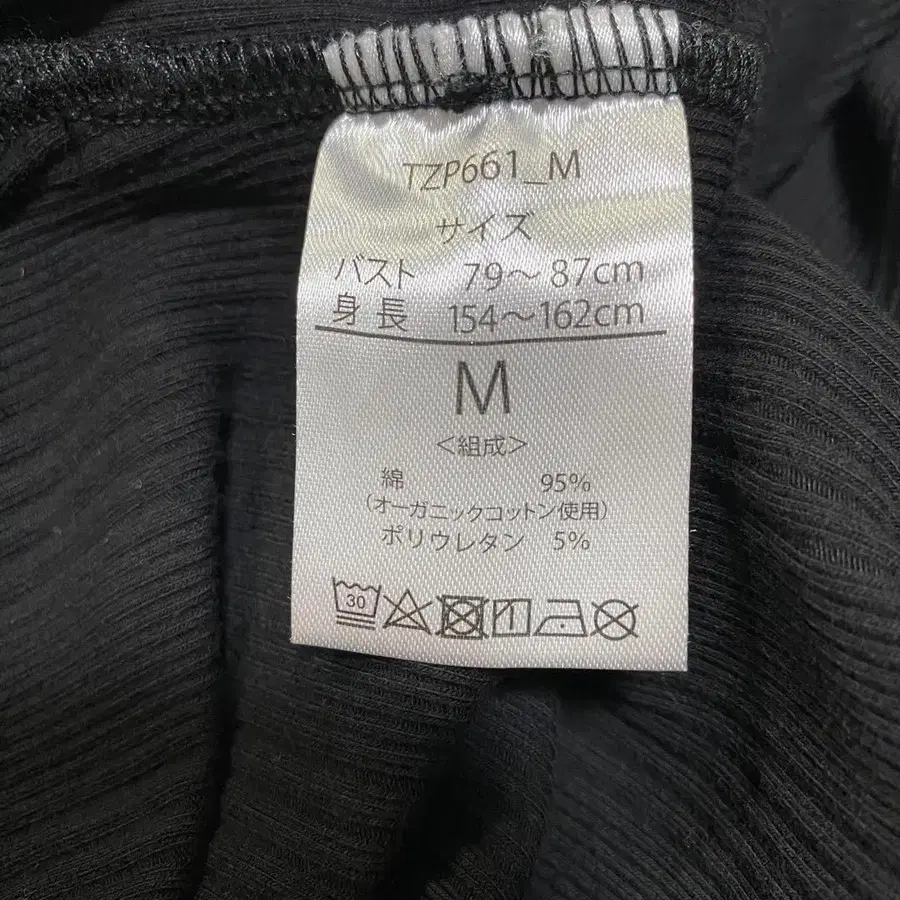 TZP661_M
サイズ
バスト 79～87cm
身長 154～162cm
M
<組成>
綿 95%
(オーガニックコットン使用)
ポリウレタン 5%
30